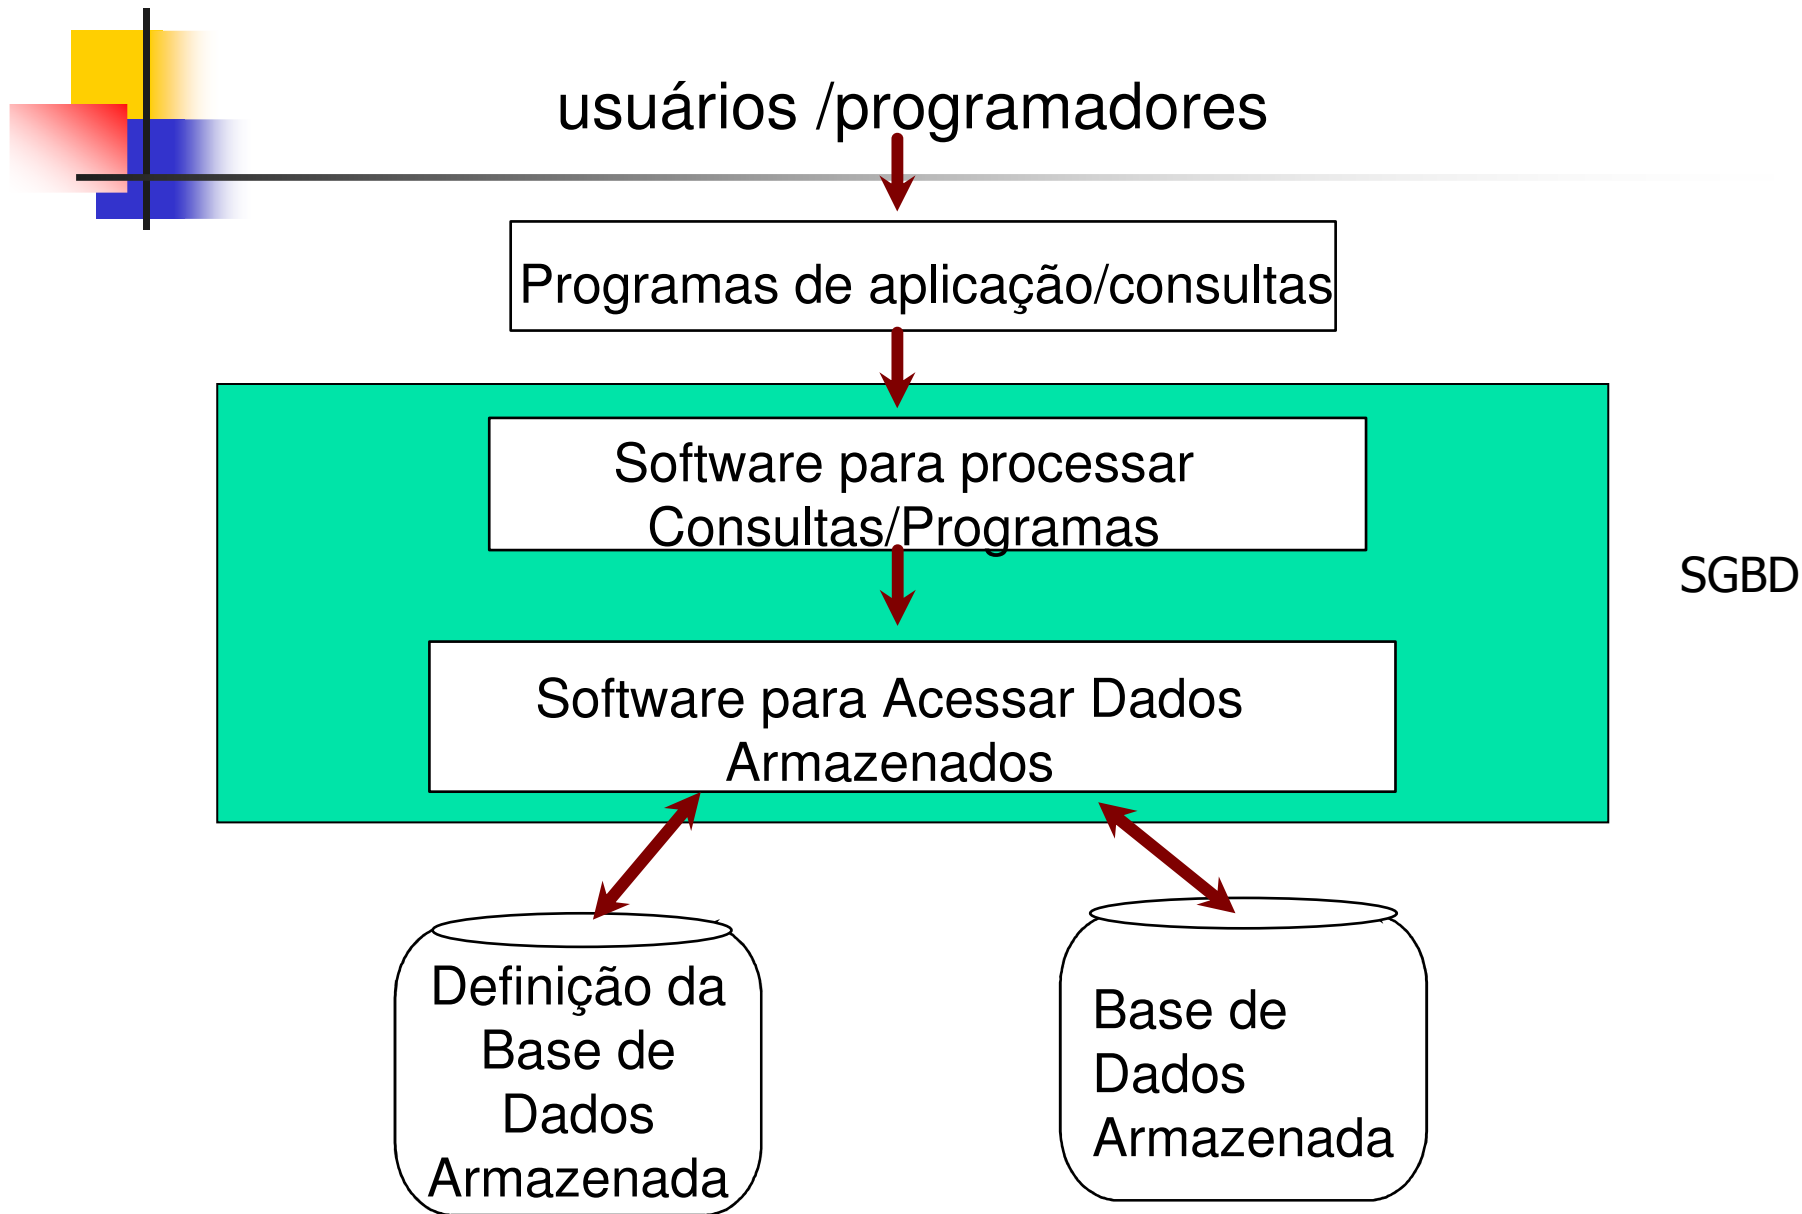 usuários /programadores
Programas de aplicação/consultas
Software para processar
Consultas/Programas
SGBD
Software para Acessar Dados
Armazenados
Definição da
Base de
Dados
Armazenada
Base de
Dados
Armazenada